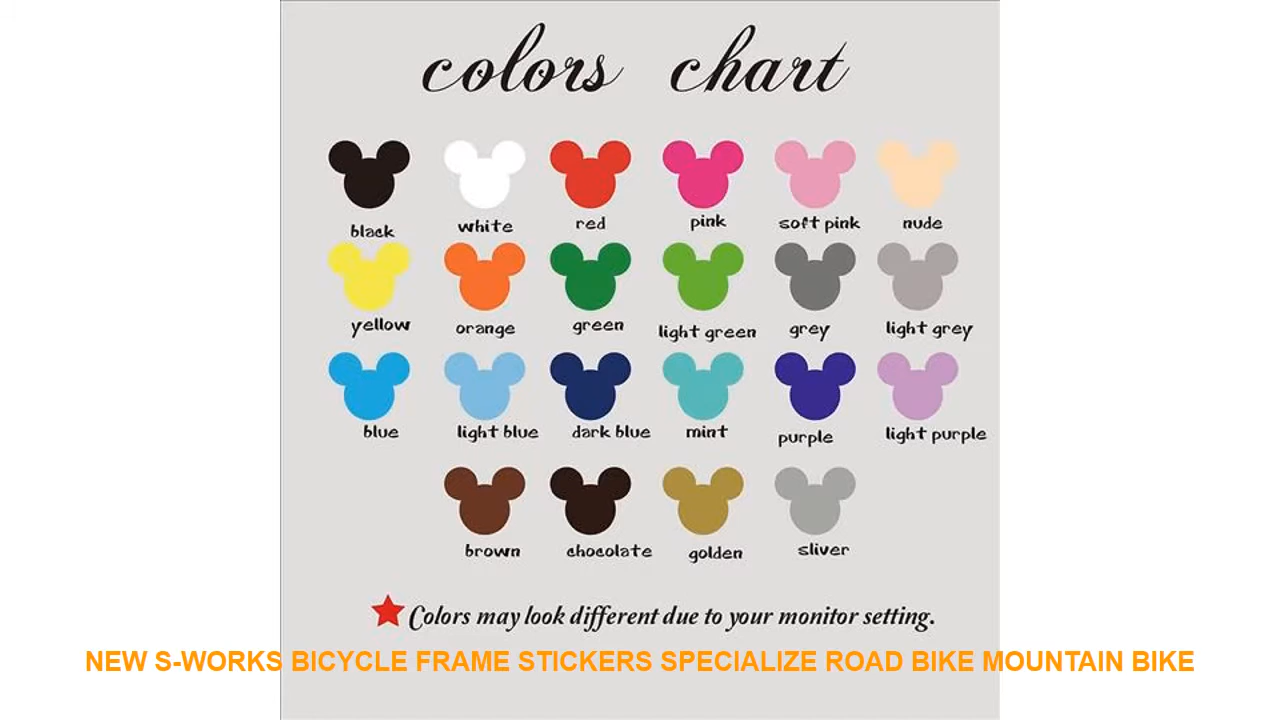 colors chart
black white red pink soft pink nude
yellow orange green light green grey light grey
blue light blue dark blue mint purple light purple
brown chocolate golden sliver
Colors may look different due to your monitor setting.
NEW S-WORKS BICYCLE FRAME STICKERS SPECIALIZE ROAD BIKE MOUNTAIN BIKE